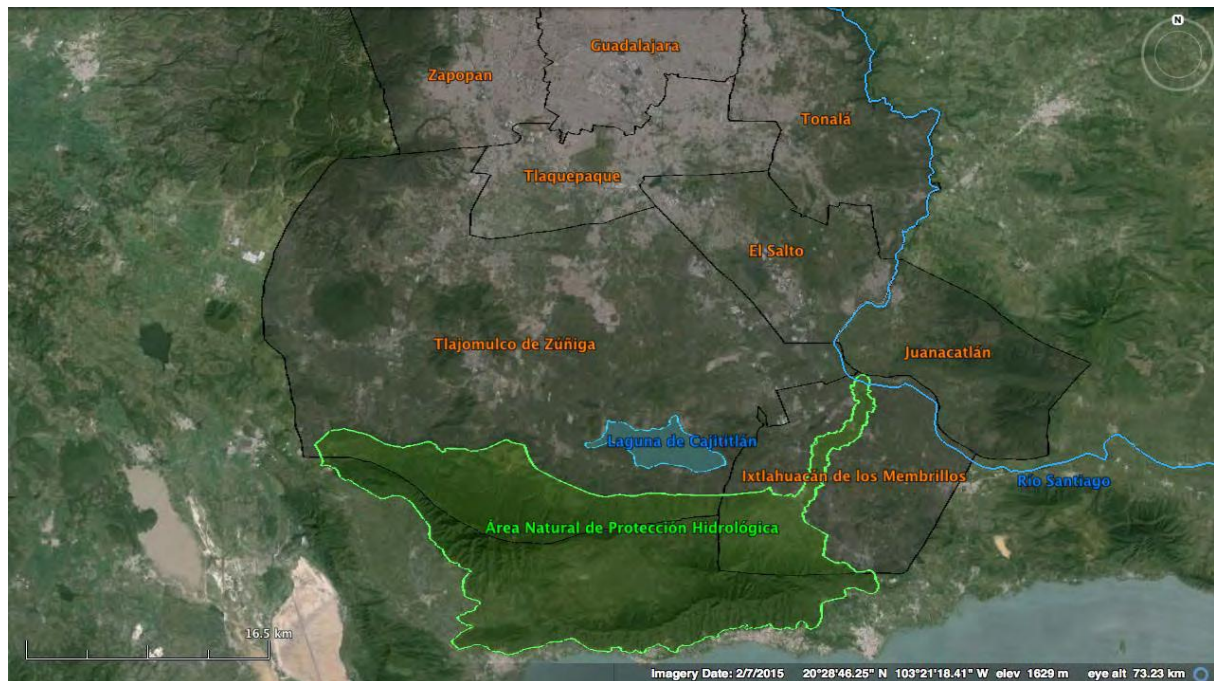 N
Guadalajara
Zapopan
Tonalá
Tlaquepaque
El Salto
Tlajomulco de Zúñiga
Juanacatlán
Laguna de Cajititlán
Ixtlahuacán de los Membrillos
Río Santiago
Área Natural de Protección Hidrológica
16.5 km
Imagery Date: 2/7/2015 20°28'46.25" N 103°21'18.41" W elev 1629 m eye alt 73.23 km